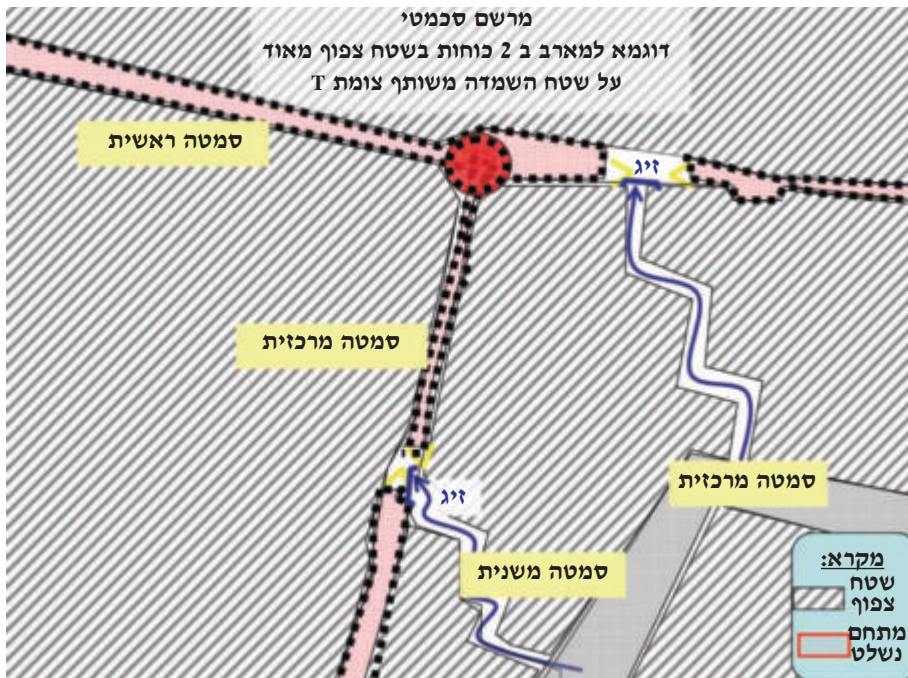 מרשם סכמטי
דוגמא למארב ב 2 כוחות בשטח צפוף מאוד
על שטח השמדה משותף צומת T
סמטה ראשית
זיג
סמטה מרכזית
סמטה מרכזית
זיג
סמטה משנית
מקרא:
שטח
צפוף
מתחם
נשלט